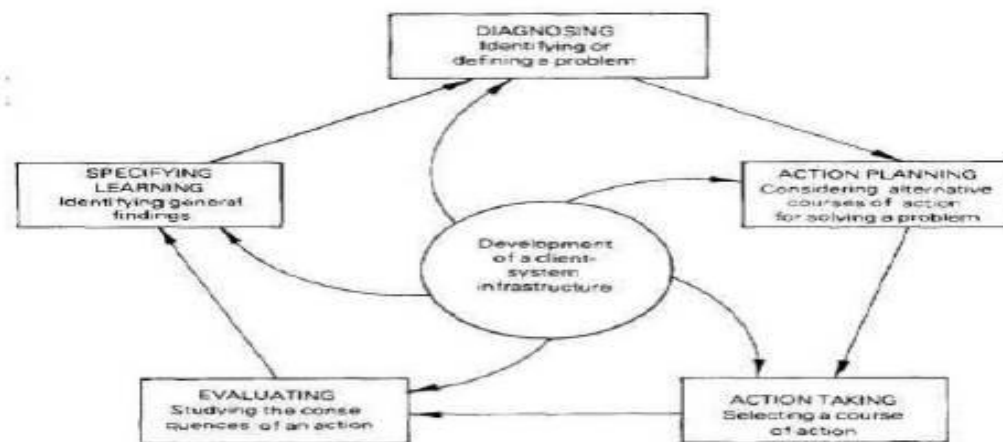 DIAGNOSING
Identifying or
defining a problem
SPECIFYING
LEARNING
Identifying general
findings
ACTION PLANNING
Considering alternative
courses of action
for solving a problem
Development
of a client-
system
infrastructure
EVALUATING
Studying the conse
quences of an action
ACTION TAKING
Selecting a course
of action